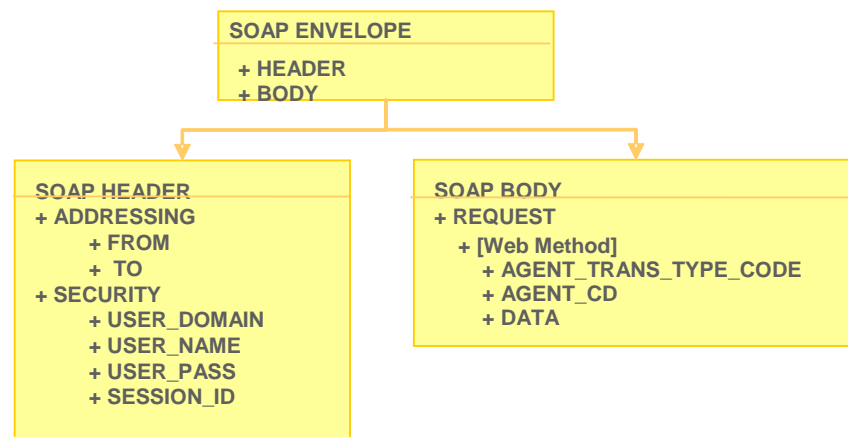 SOAP ENVELOPE
+ HEADER
+ BODY
SOAP HEADER
+ ADDRESSING
+ FROM
+ TO
+ SECURITY
+ USER_DOMAIN
+ USER_NAME
+ USER_PASS
+ SESSION_ID
SOAP BODY
+ REQUEST
+ [Web Method]
+ AGENT_TRANS_TYPE_CODE
+ AGENT_CD
+ DATA